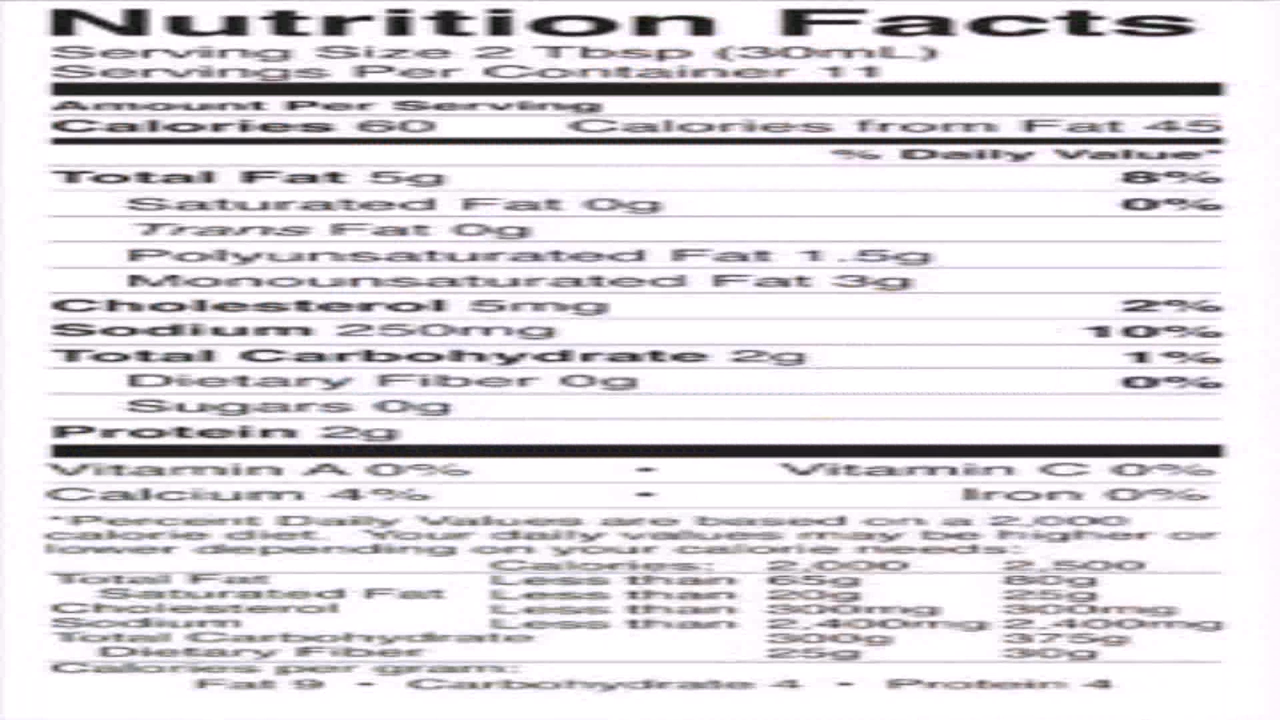 Nutrition Facts
Serving Size 2 Tbsp (30mL)
Servings Per Container 11
Amount Per Serving
Calories 60 Calories from Fat 45
% Daily Value*
Total Fat 5g 8%
Saturated Fat 0g 0%
Trans Fat 0g
Polyunsaturated Fat 1.5g
Monounsaturated Fat 3g
Cholesterol 5mg 2%
Sodium 250mg 10%
Total Carbohydrate 2g 1%
Dietary Fiber 0g 0%
Sugars 0g
Protein 2g
Vitamin A 0% • Vitamin C 0%
Calcium 4% • Iron 0%
*Percent Daily Values are based on a 2,000
calorie diet. Your daily values may be higher or
lower depending on your calorie needs:
Calories: 2,000 2,500
Total Fat Less than 65g 80g
Saturated Fat Less than 20g 25g
Cholesterol Less than 300mg 300mg
Sodium Less than 2,400mg 2,400mg
Total Carbohydrate 300g 375g
Dietary Fiber 25g 30g
Calories per gram:
Fat 9 • Carbohydrate 4 • Protein 4